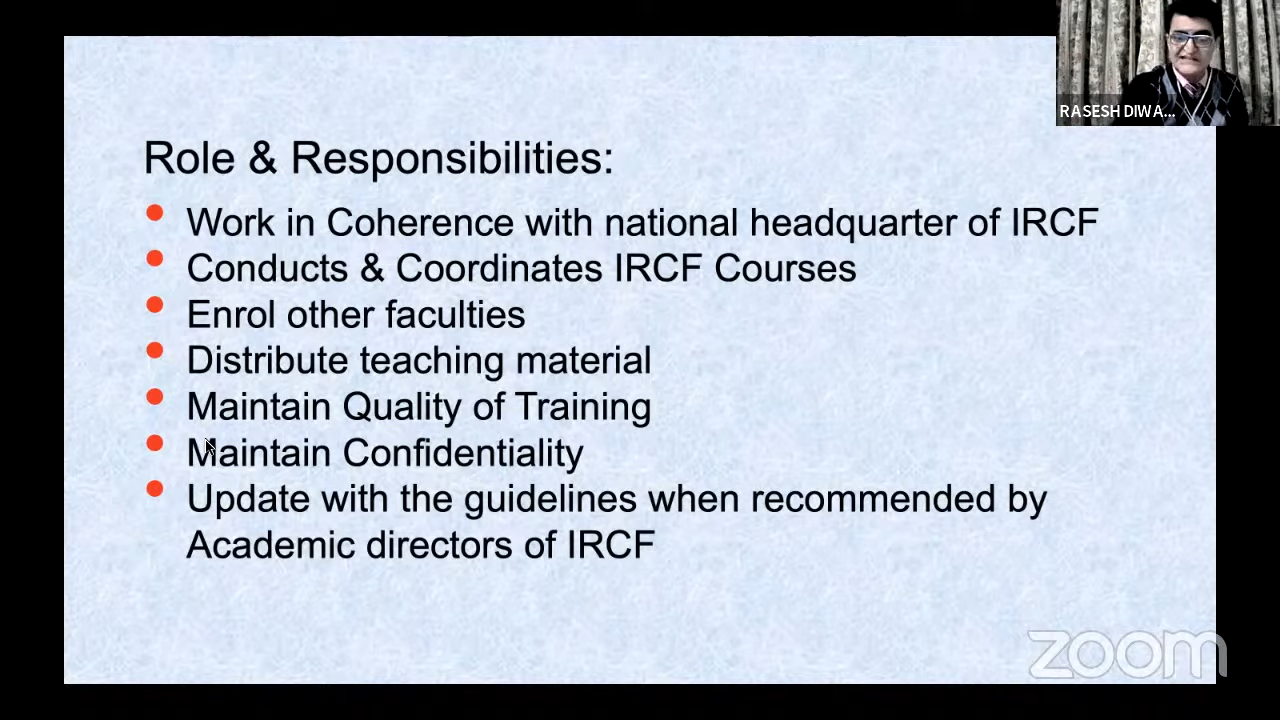 RASESH DIWA...
Role & Responsibilities:
Work in Coherence with national headquarter of IRCF
Conducts & Coordinates IRCF Courses
Enrol other faculties
Distribute teaching material
Maintain Quality of Training
Maintain Confidentiality
Update with the guidelines when recommended by
Academic directors of IRCF
zoom